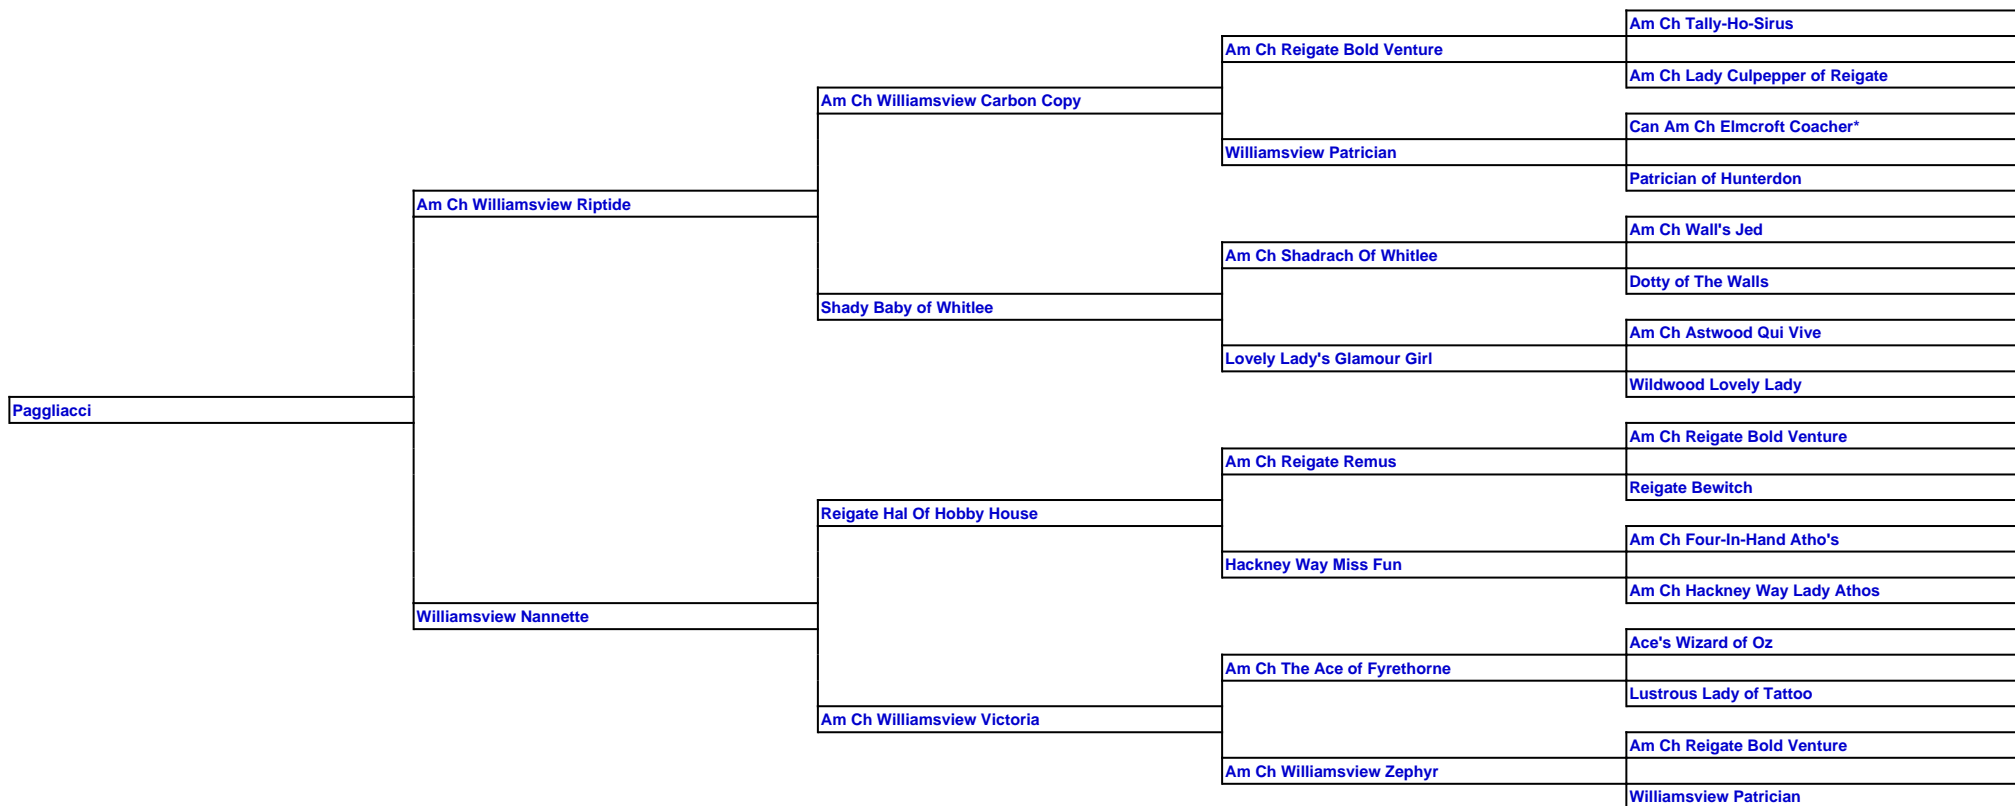 Am Ch Tally-Ho-Sirus
Am Ch Reigate Bold Venture
Am Ch Lady Culpepper of Reigate
Am Ch Williamsview Carbon Copy
Can Am Ch Elmcroft Coacher*
Williamsview Patrician
Patrician of Hunterdon
Am Ch Williamsview Riptide
Am Ch Wall's Jed
Am Ch Shadrach Of Whitlee
Dotty of The Walls
Shady Baby of Whitlee
Am Ch Astwood Qui Vive
Lovely Lady's Glamour Girl
Wildwood Lovely Lady
Paggliacci
Am Ch Reigate Bold Venture
Am Ch Reigate Remus
Reigate Bewitch
Reigate Hal Of Hobby House
Am Ch Four-In-Hand Atho's
Hackney Way Miss Fun
Am Ch Hackney Way Lady Athos
Williamsview Nannette
Ace's Wizard of Oz
Am Ch The Ace of Fyrethorne
Lustrous Lady of Tattoo
Am Ch Williamsview Victoria
Am Ch Reigate Bold Venture
Am Ch Williamsview Zephyr
Williamsview Patrician